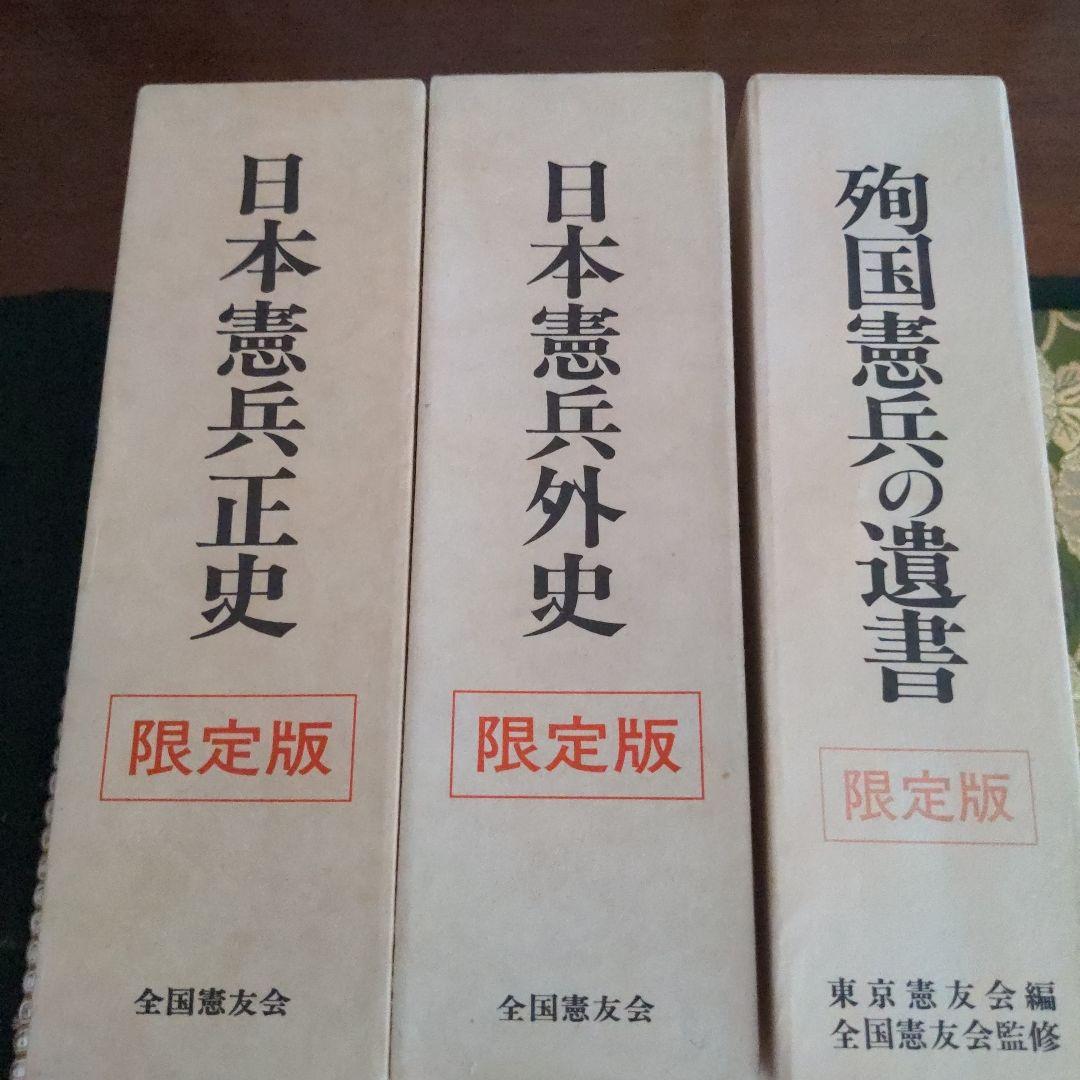 日本憲兵正史
限定版
全国憲友会
日本憲兵外史
限定版
全国憲友会
殉国憲兵の遺書
限定版
東京憲友会編
全国憲友会監修